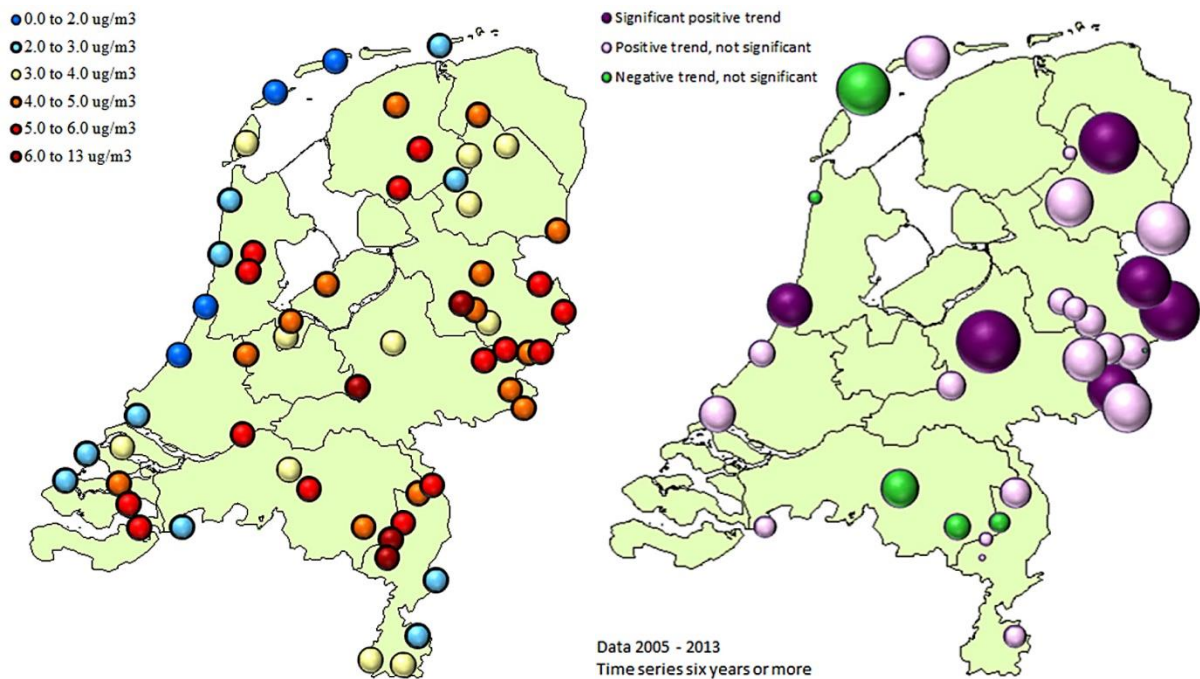 0.0 to 2.0 ug/m3
2.0 to 3.0 ug/m3
3.0 to 4.0 ug/m3
4.0 to 5.0 ug/m3
5.0 to 6.0 ug/m3
6.0 to 13 ug/m3
Significant positive trend
Positive trend, not significant
Negative trend, not significant
Data 2005 - 2013
Time series six years or more